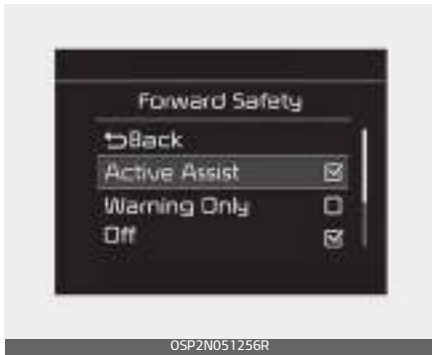 Forward Safety
Back
Active Assist
Warning Only
Off
OSP2N051256R